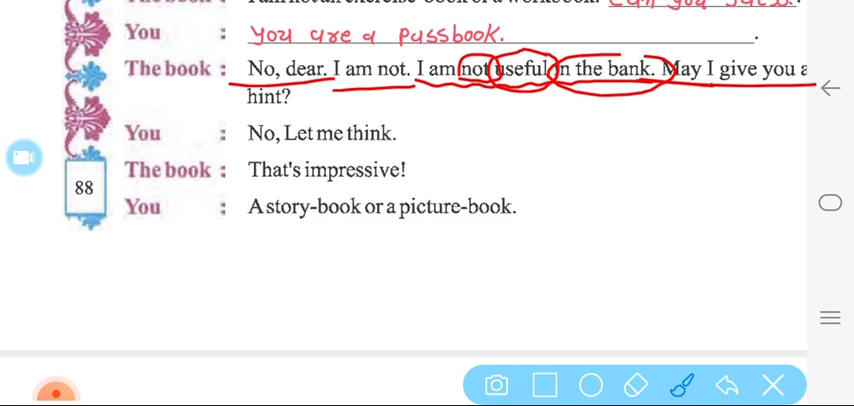 You : You are a passbook.
The book : No, dear. I am not. I am not useful in the bank. May I give you a
hint?
You : No, Let me think.
The book : That's impressive!
88
You : A story-book or a picture-book.